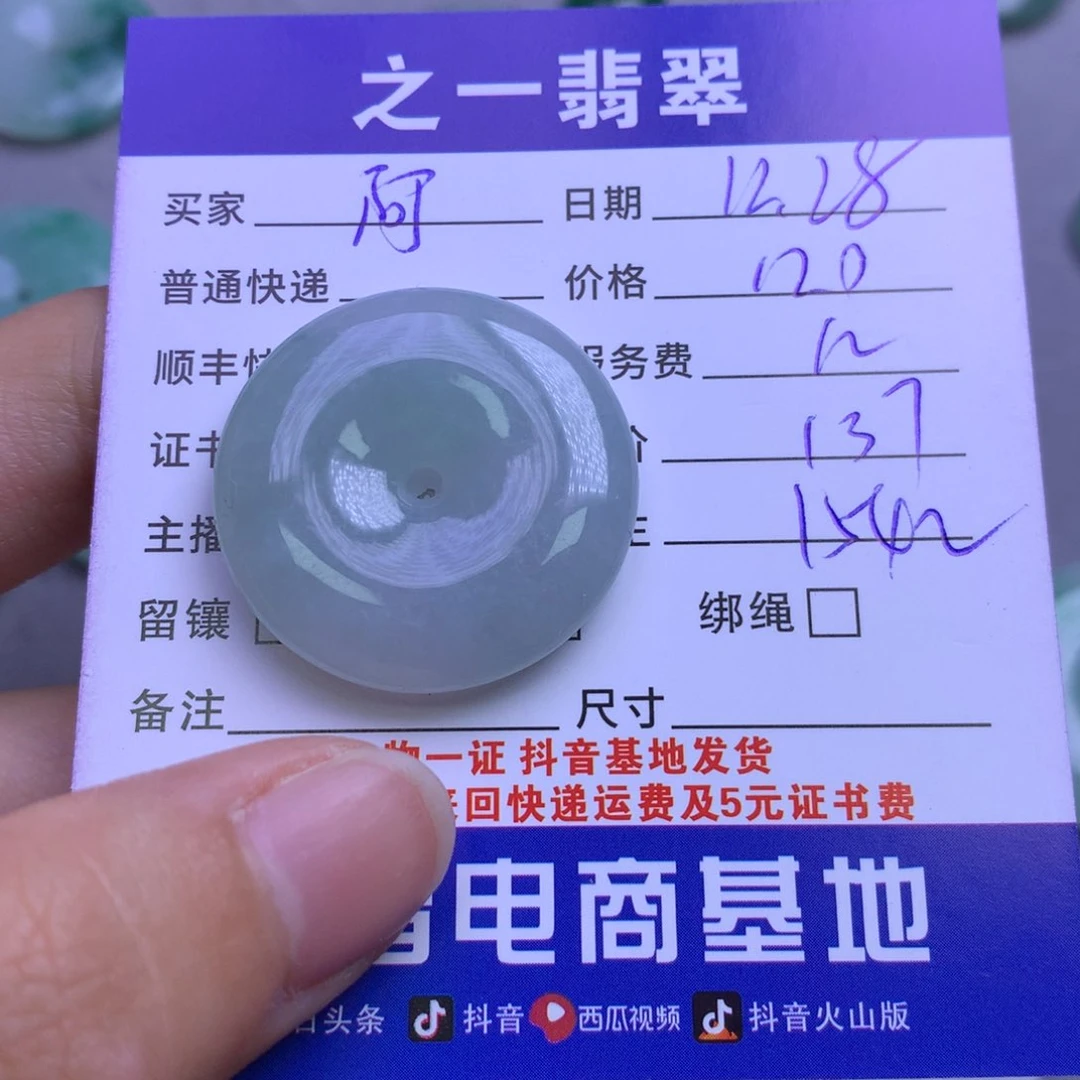 之一翡翠
买家 阿 日期 12.28
普通快递 价格 120
顺丰快 服务费 12
证书 价 137
主播
留镶 绑绳
备注 尺寸
物一证 抖音基地发货
回快递运费及5元证书费
音电商基地
日头条 抖音 西瓜视频 抖音火山版